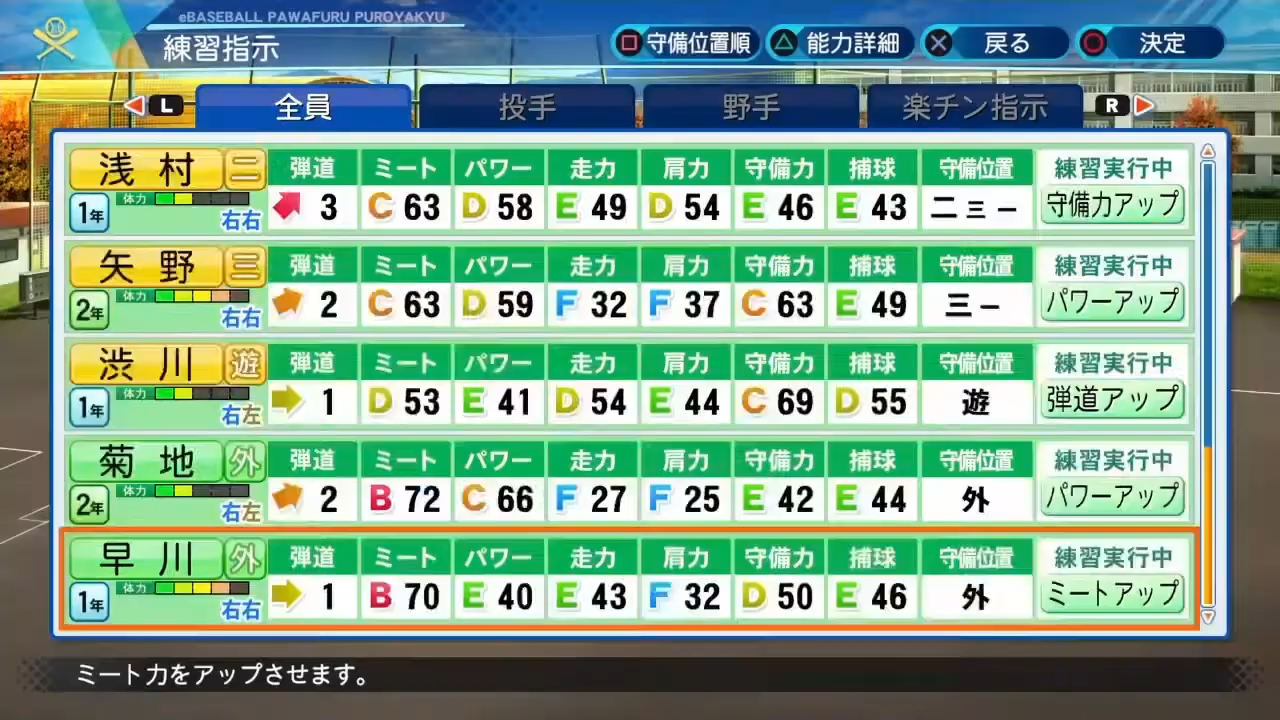 eBASEBALL PAWAFURU PUROYAKYU
練習指示
守備位置順 能力詳細 戻る 決定
L 全員 投手 野手 楽チン指示 R
浅村 二 弾道 ミート パワー 走力 肩力 守備力 捕球 守備位置 練習実行中
1年 体力 右右 3 C 63 D 58 E 49 D 54 E 46 E 43 二三一 守備力アップ
矢野 三 弾道 ミート パワー 走力 肩力 守備力 捕球 守備位置 練習実行中
2年 体力 右右 2 C 63 D 59 F 32 F 37 C 63 E 49 三一 パワーアップ
渋川 遊 弾道 ミート パワー 走力 肩力 守備力 捕球 守備位置 練習実行中
1年 体力 右左 1 D 53 E 41 D 54 E 44 C 69 D 55 遊 弾道アップ
菊地 外 弾道 ミート パワー 走力 肩力 守備力 捕球 守備位置 練習実行中
2年 体力 右左 2 B 72 C 66 F 27 F 25 E 42 E 44 外 パワーアップ
早川 外 弾道 ミート パワー 走力 肩力 守備力 捕球 守備位置 練習実行中
1年 体力 右右 1 B 70 E 40 E 43 F 32 D 50 E 46 外 ミートアップ
ミート力をアップさせます。